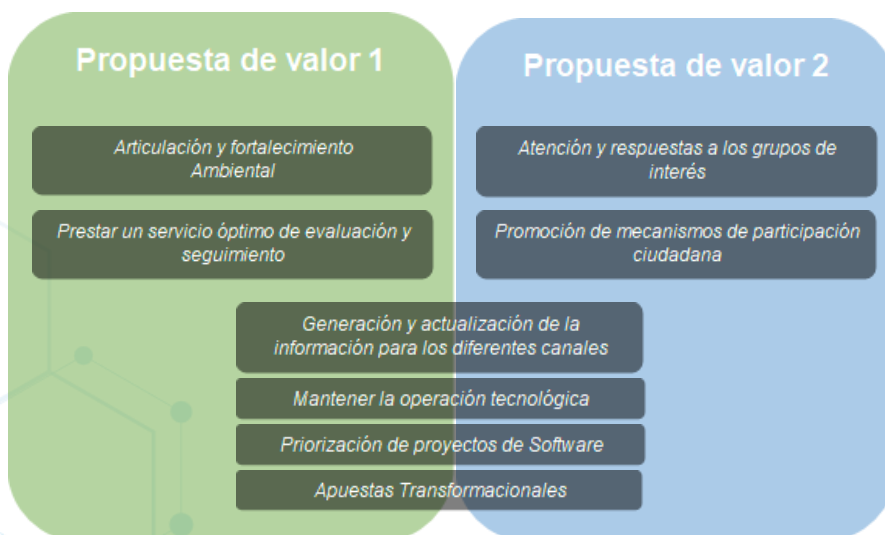 Propuesta de valor 1
Articulación y fortalecimiento
Ambiental
Prestar un servicio óptimo de evaluación y
seguimiento
Propuesta de valor 2
Atención y respuestas a los grupos de
interés
Promoción de mecanismos de participación
ciudadana
Generación y actualización de la
información para los diferentes canales
Mantener la operación tecnológica
Priorización de proyectos de Software
Apuestas Transformacionales